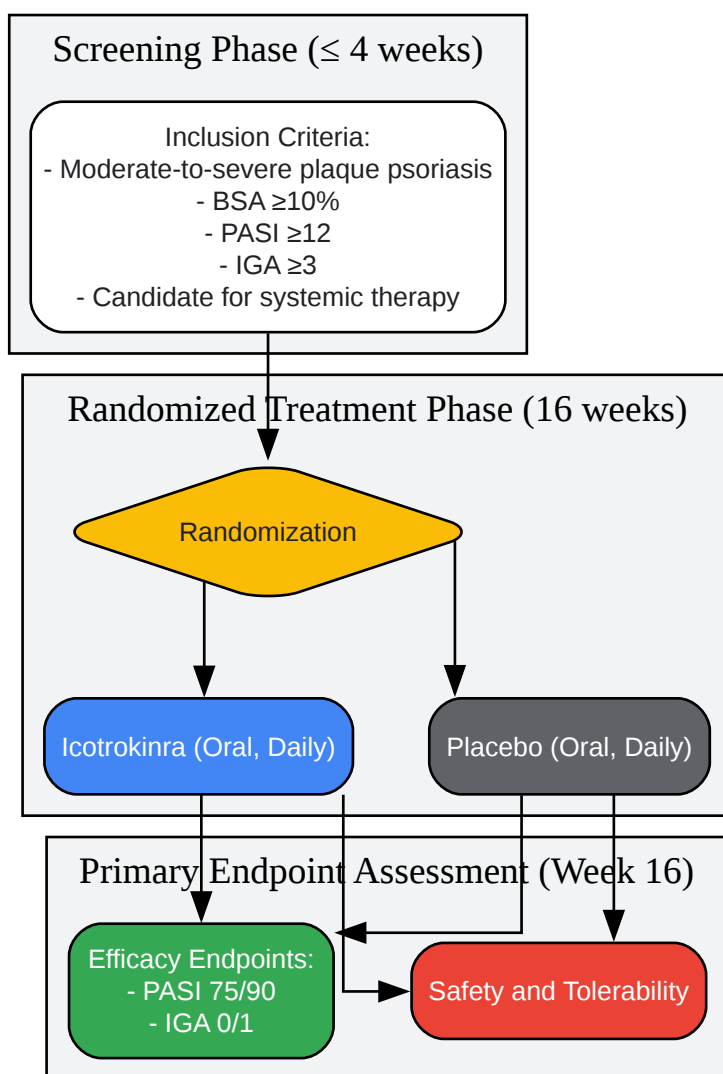 Screening Phase (≤ 4 weeks)
Inclusion Criteria:
- Moderate-to-severe plaque psoriasis
- BSA ≥10%
- PASI ≥12
- IGA ≥3
- Candidate for systemic therapy
Randomized Treatment Phase (16 weeks)
Randomization
Icotrokinra (Oral, Daily)
Placebo (Oral, Daily)
Primary Endpoint Assessment (Week 16)
Efficacy Endpoints:
- PASI 75/90
- IGA 0/1
Safety and Tolerability